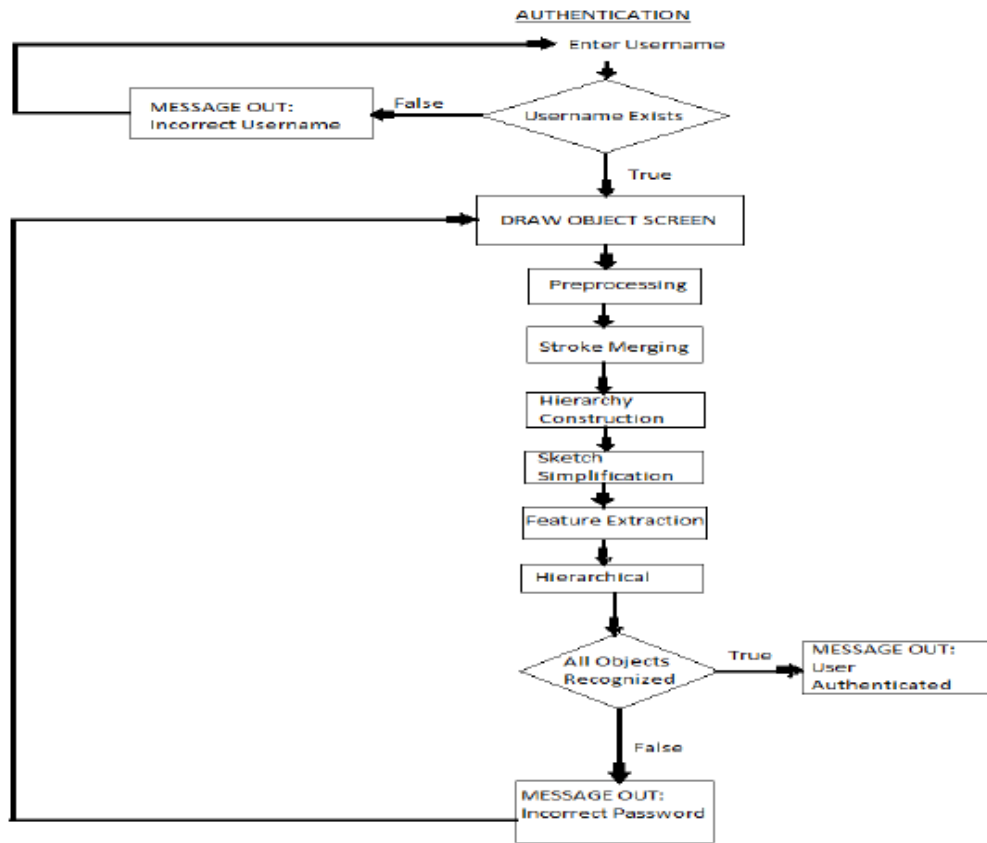 AUTHENTICATION
Enter Username
False
MESSAGE OUT:
Incorrect Username
Username Exists
True
DRAW OBJECT SCREEN
Preprocessing
Stroke Merging
Hierarchy
Construction
Sketch
Simplification
Feature Extraction
Hierarchical
All Objects
Recognized
True
MESSAGE OUT:
User
Authenticated
False
MESSAGE OUT:
Incorrect Password